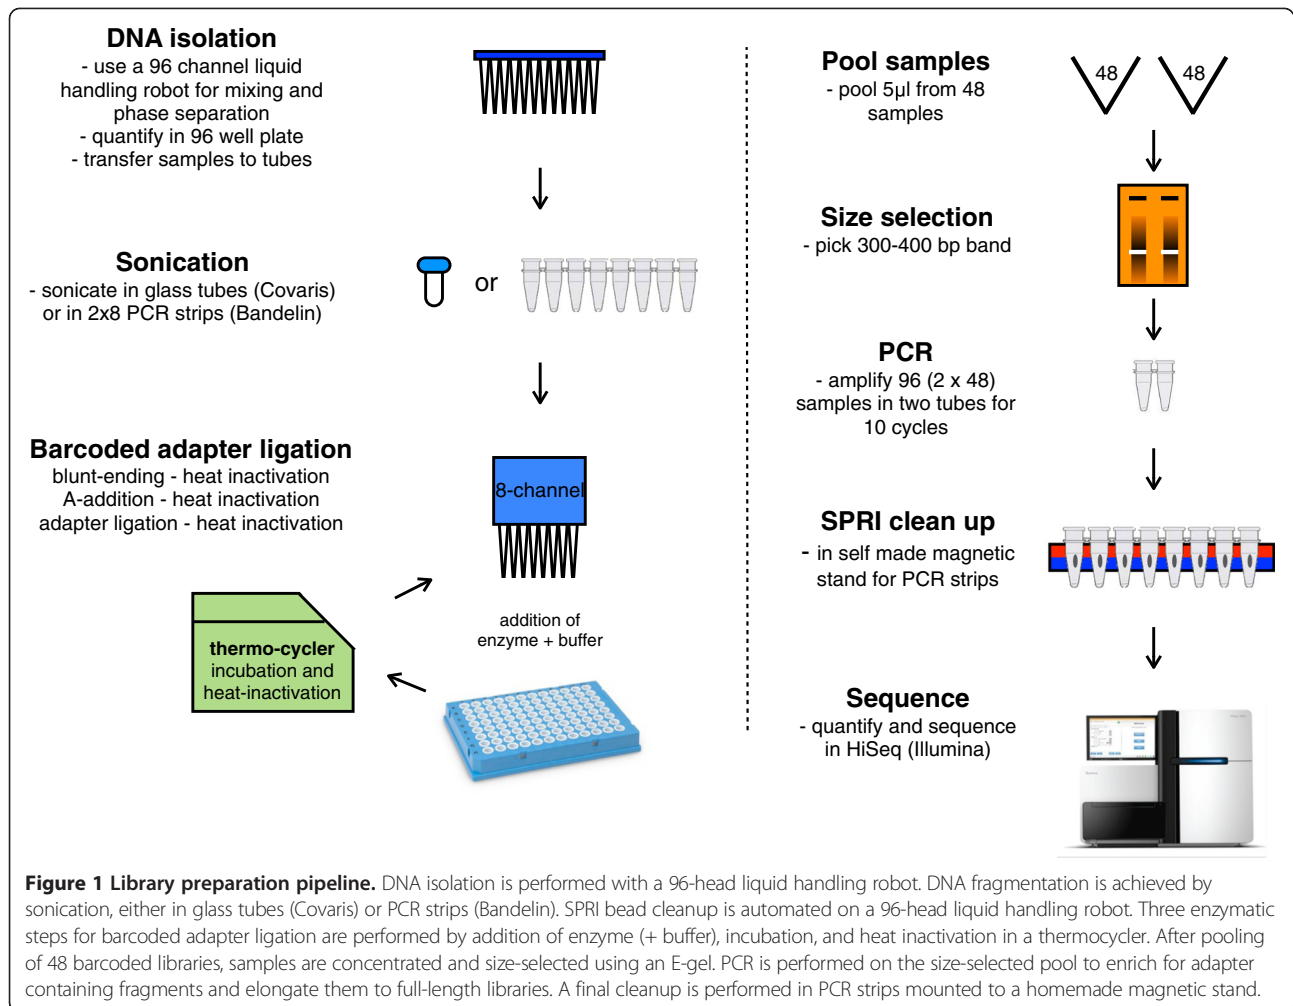 DNA isolation
- use a 96 channel liquid
handling robot for mixing and
phase separation
- quantify in 96 well plate
- transfer samples to tubes
Sonication
- sonicate in glass tubes (Covaris)
or in 2x8 PCR strips (Bandelin)
or
Barcoded adapter ligation
blunt-ending - heat inactivation
A-addition - heat inactivation
adapter ligation - heat inactivation
8-channel
addition of
enzyme + buffer
thermo-cycler
incubation and
heat-inactivation
Pool samples
- pool 5µl from 48
samples
48
48
Size selection
- pick 300-400 bp band
PCR
- amplify 96 (2 x 48)
samples in two tubes for
10 cycles
SPRI clean up
- in self made magnetic
stand for PCR strips
Sequence
- quantify and sequence
in HiSeq (Illumina)
Figure 1 Library preparation pipeline. DNA isolation is performed with a 96-head liquid handling robot. DNA fragmentation is achieved by
sonication, either in glass tubes (Covaris) or PCR strips (Bandelin). SPRI bead cleanup is automated on a 96-head liquid handling robot. Three enzymatic
steps for barcoded adapter ligation are performed by addition of enzyme (+ buffer), incubation, and heat inactivation in a thermocycler. After pooling
of 48 barcoded libraries, samples are concentrated and size-selected using an E-gel. PCR is performed on the size-selected pool to enrich for adapter
containing fragments and elongate them to full-length libraries. A final cleanup is performed in PCR strips mounted to a homemade magnetic stand.